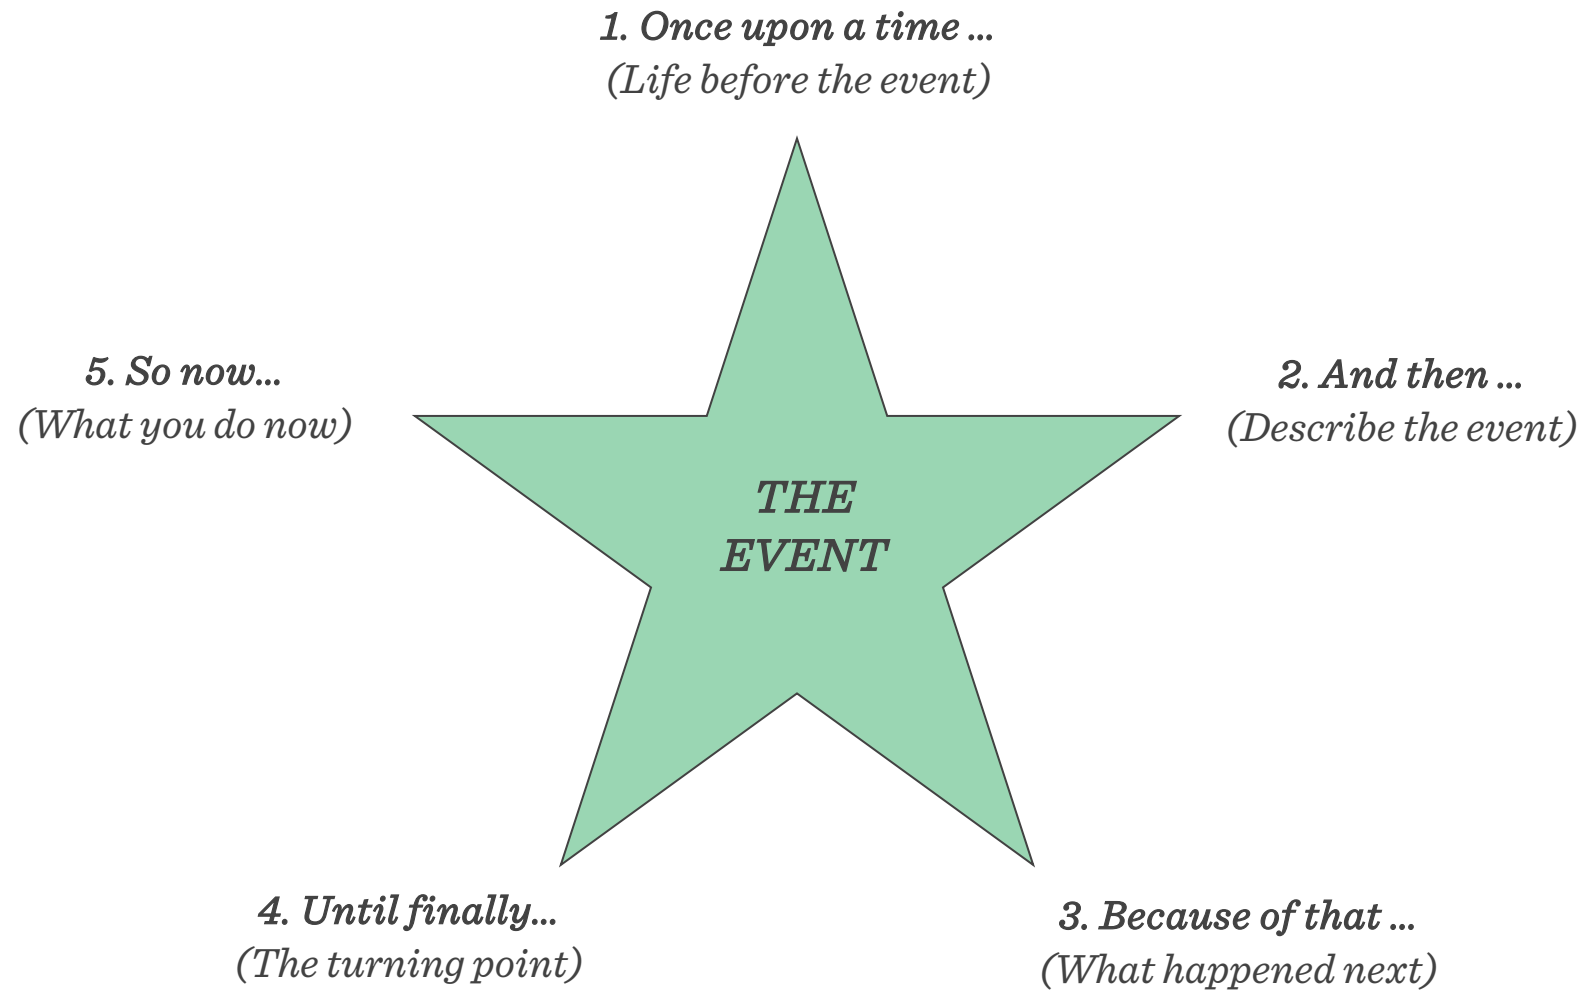 1. Once upon a time ...
(Life before the event)
2. And then ...
(Describe the event)
3. Because of that ...
(What happened next)
4. Until finally...
(The turning point)
5. So now...
(What you do now)
THE
EVENT